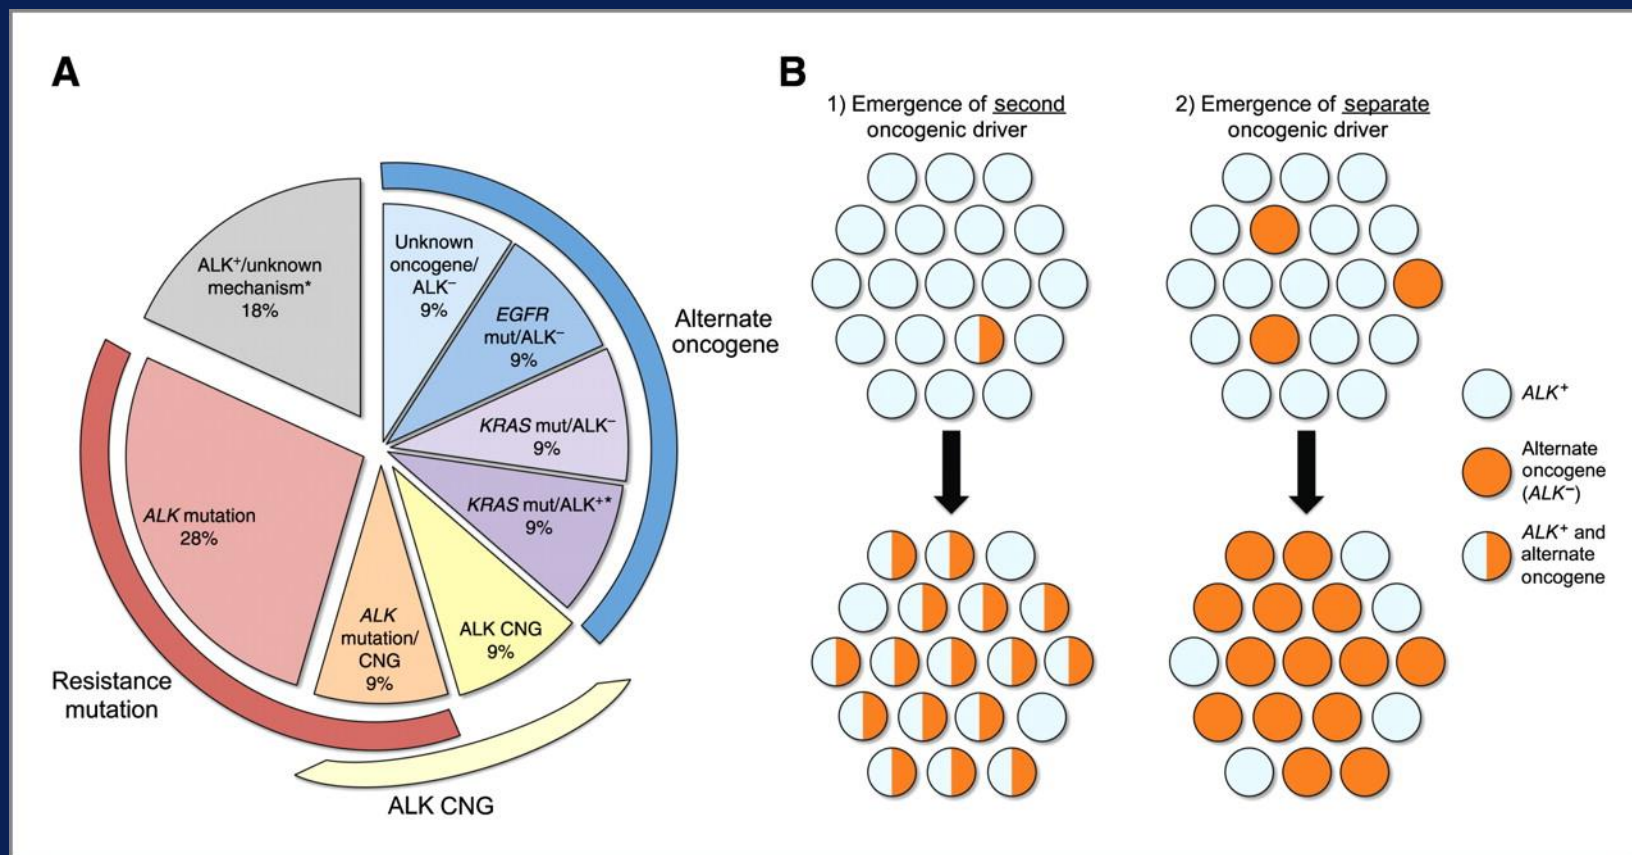 A
ALK⁺/unknown
mechanism*
18%
Unknown
oncogene/
ALK⁻
9%
EGFR
mut/ALK⁻
9%
KRAS mut/ALK⁻
9%
KRAS mut/ALK⁺*
9%
ALK CNG
9%
ALK
mutation/
CNG
9%
ALK mutation
28%
Alternate
oncogene
Resistance
mutation
ALK CNG
B
1) Emergence of second
oncogenic driver
2) Emergence of separate
oncogenic driver
ALK⁺
Alternate
oncogene
(ALK⁻)
ALK⁺ and
alternate
oncogene